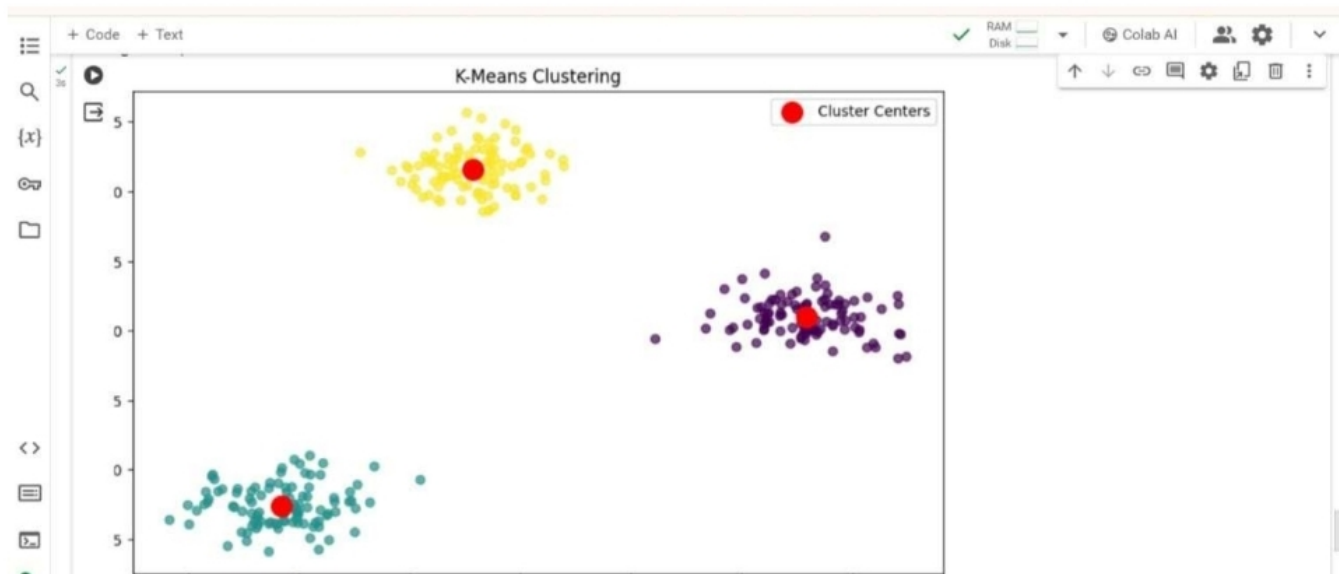 + Code + Text
RAM
Disk
Colab AI
{x}
K-Means Clustering
Cluster Centers
5
0
5
0
5
0
5